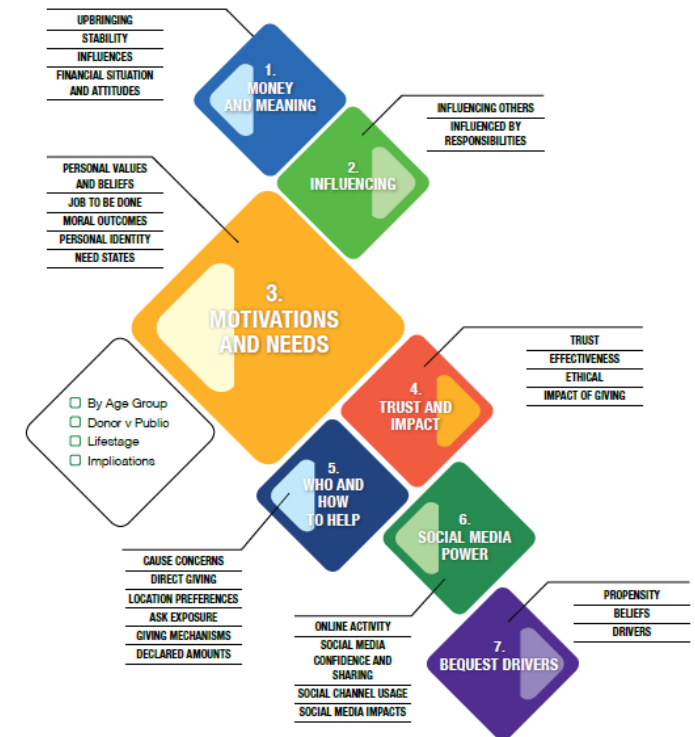 UPBRINGING
STABILITY
INFLUENCES
FINANCIAL SITUATION
AND ATTITUDES
1.
MONEY
AND MEANING
INFLUENCING OTHERS
INFLUENCED BY
RESPONSIBILITIES
2.
INFLUENCING
PERSONAL VALUES
AND BELIEFS
JOB TO BE DONE
MORAL OUTCOMES
PERSONAL IDENTITY
NEED STATES
3.
MOTIVATIONS
AND NEEDS
TRUST
EFFECTIVENESS
ETHICAL
IMPACT OF GIVING
4.
TRUST AND
IMPACT
By Age Group
Donor v Public
Lifestage
Implications
5.
WHO AND
HOW
TO HELP
CAUSE CONCERNS
DIRECT GIVING
LOCATION PREFERENCES
ASK EXPOSURE
GIVING MECHANISMS
DECLARED AMOUNTS
6.
SOCIAL MEDIA
POWER
ONLINE ACTIVITY
SOCIAL MEDIA
CONFIDENCE AND
SHARING
SOCIAL CHANNEL USAGE
SOCIAL MEDIA IMPACTS
PROPENSITY
BELIEFS
DRIVERS
7.
BEQUEST DRIVERS